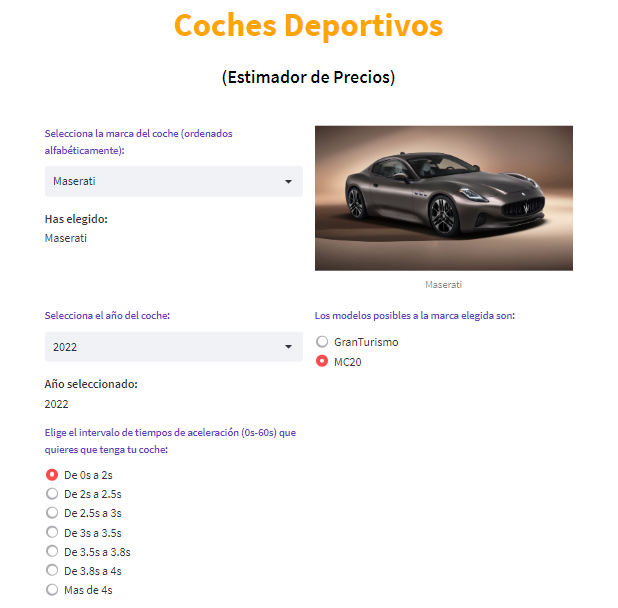 Coches Deportivos
(Estimador de Precios)
Selecciona la marca del coche (ordenados
alfabéticamente):
Maserati
Has elegido:
Maserati
Maserati
Selecciona el año del coche:
2022
Año seleccionado:
2022
Los modelos posibles a la marca elegida son:
GranTurismo
MC20
Elige el intervalo de tiempos de aceleración (0s-60s) que
quieres que tenga tu coche:
De 0s a 2s
De 2s a 2.5s
De 2.5s a 3s
De 3s a 3.5s
De 3.5s a 3.8s
De 3.8s a 4s
Mas de 4s